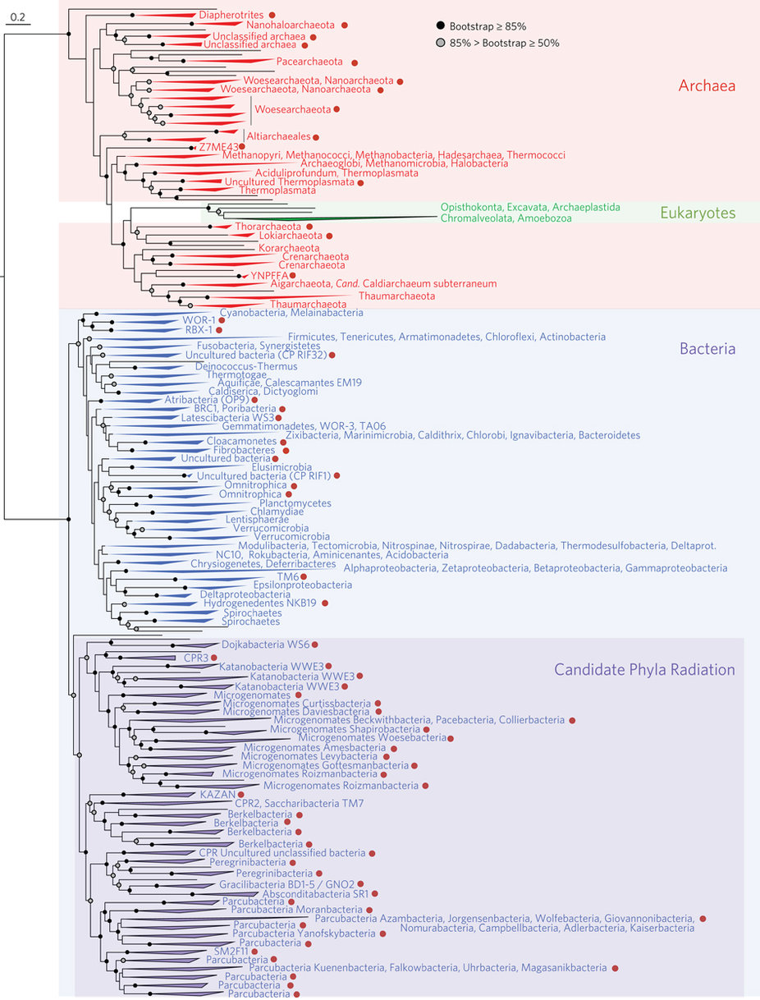 0.2
Bootstrap ≥ 85%
85% > Bootstrap ≥ 50%
Diapherotrites
Nanohaloarchaeota
Unclassified archaea
Unclassified archaea
Pacearchaeota
Woesearchaeota, Nanoarchaeota
Woesearchaeota, Nanoarchaeota
Archaea
Woesearchaeota
Altiarchaeales
Z7ME43
Methanopyri, Methanococci, Methanobacteria, Hadesarchaea, Thermococci
Archaeoglobi, Methanomicrobia, Halobacteria
Aciduliprofundum, Thermoplasmata
Uncultured Thermoplasmata
Thermoplasmata
Opisthokonta, Excavata, Archaeplastida
Eukaryotes
Chromalveolata, Amoebozoa
Thorarchaeota
Lokiarchaeota
Korarchaeota
Crenarchaeota
Crenarchaeota
YNPFFA
Aigarchaeota, Cand. Caldiarchaeum subterraneum
Thaumarchaeota
Thaumarchaeota
Cyanobacteria, Melainabacteria
WOR-1
RBX-1
Firmicutes, Tenericutes, Armatimonadetes, Chloroflexi, Actinobacteria
Fusobacteria, Synergistetes
Bacteria
Uncultured bacteria (CP RIF32)
Deinococcus-Thermus
Thermotogae
Aquificae, Calescamantes EM19
Caldiserica, Dictyoglomi
Atribacteria (OP9)
BRC1, Poribacteria
Latescibacteria WS3
Gemmatimonadetes, WOR-3, TA06
Zixibacteria, Marinimicrobia, Caldithrix, Chlorobi, Ignavibacteria, Bacteroidetes
Cloacamonetes
Fibrobacteres
Uncultured bacteria
Elusimicrobia
Uncultured bacteria (CP RIF1)
Omnitrophica
Omnitrophica
Planctomycetes
Chlamydiae
Lentisphaerae
Verrucomicrobia
Verrucomicrobia
Modulibacteria, Tectomicrobia, Nitrospinae, Nitrospirae, Dadabacteria, Thermodesulfobacteria, Deltaprot.
NC10, Rokubacteria, Aminicenantes, Acidobacteria
Chrysiogenetes, Deferribacteres
Alphaproteobacteria, Zetaproteobacteria, Betaproteobacteria, Gammaproteobacteria
TM6
Epsilonproteobacteria
Deltaproteobacteria
Hydrogenedentes NKB19
Spirochaetes
Spirochaetes
Dojkabacteria WS6
CPR3
Katanobacteria WWE3
Candidate Phyla Radiation
Katanobacteria WWE3
Katanobacteria WWE3
Microgenomates
Microgenomates Curtissbacteria
Microgenomates Daviesbacteria
Microgenomates Beckwithbacteria, Pacebacteria, Collierbacteria
Microgenomates Shapirobacteria
Microgenomates Woesebacteria
Microgenomates Amesbacteria
Microgenomates Levybacteria
Microgenomates Gottesmanbacteria
Microgenomates Roizmanbacteria
Microgenomates Roizmanbacteria
KAZAN
CPR2, Saccharibacteria TM7
Berkelbacteria
Berkelbacteria
Berkelbacteria
Berkelbacteria
CPR Uncultured unclassified bacteria
Peregrinibacteria
Peregrinibacteria
Gracilibacteria BD1-5 / GNO2
Absconditabacteria SR1
Parcubacteria
Parcubacteria Moranbacteria
Parcubacteria Azambacteria, Jorgensenbacteria, Wolfebacteria, Giovannonibacteria,
Nomurabacteria, Campbellbacteria, Adlerbacteria, Kaiserbacteria
Parcubacteria
Parcubacteria Yanofskybacteria
Parcubacteria
SM2F11
Parcubacteria
Parcubacteria Kuenenbacteria, Falkowbacteria, Uhrbacteria, Magasanikbacteria
Parcubacteria
Parcubacteria
Parcubacteria